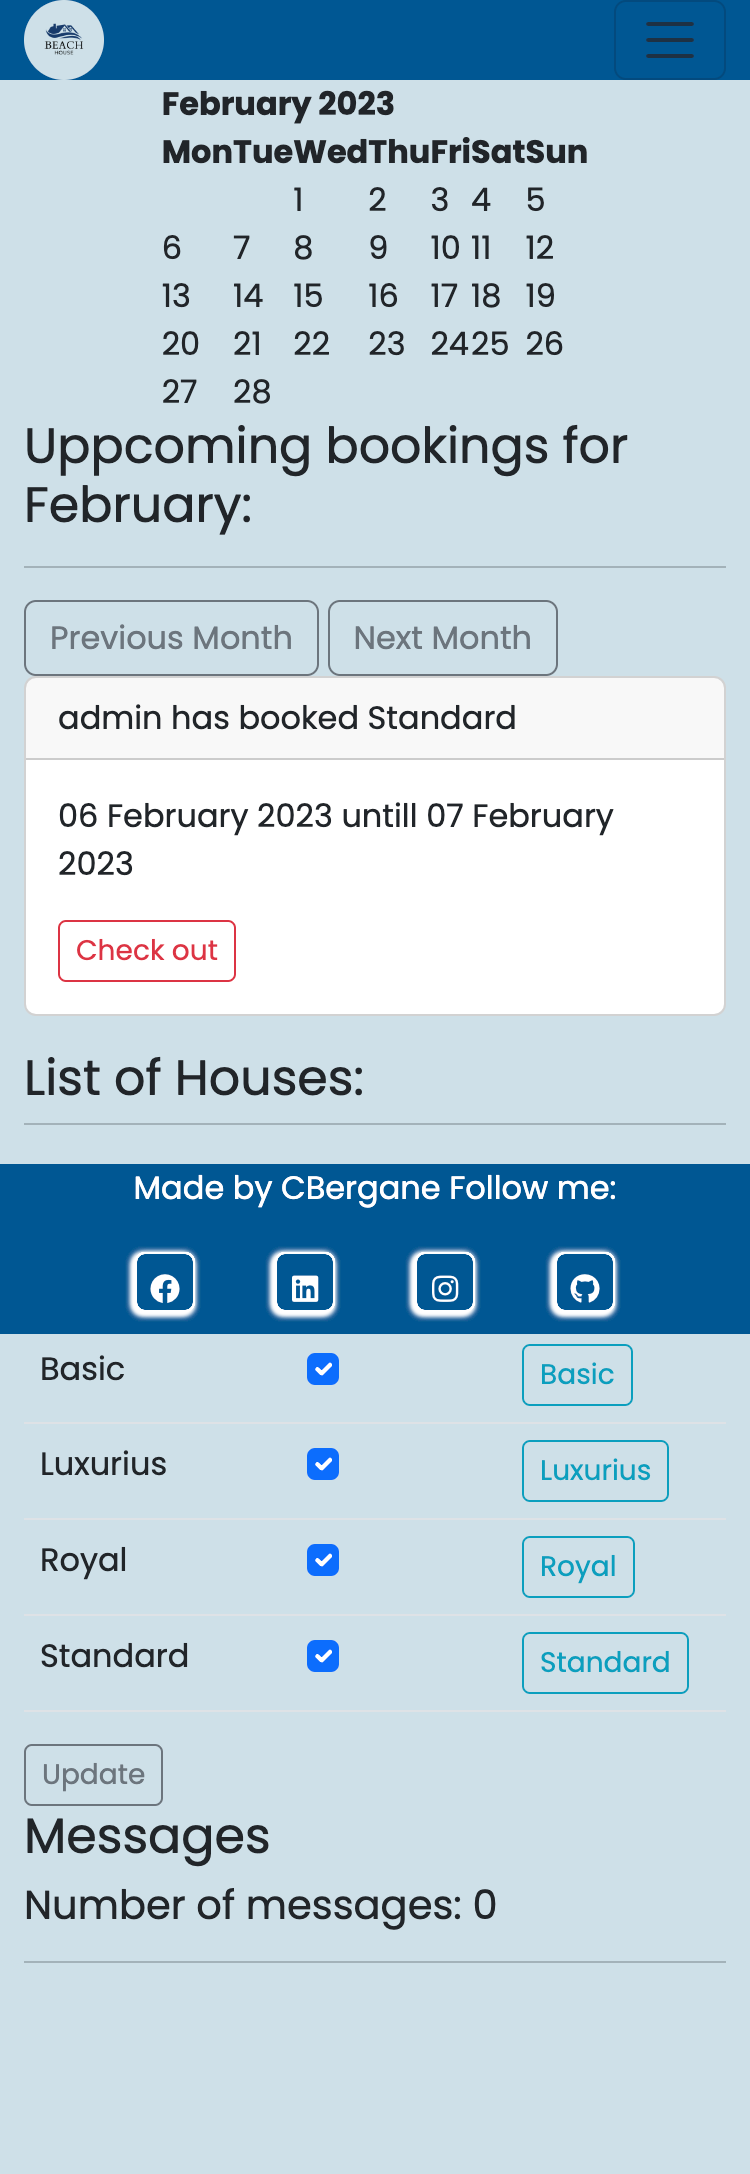 BEACH
HOUSE
February 2023
Mon Tue Wed Thu Fri Sat Sun
1 2 3 4 5
6 7 8 9 10 11 12
13 14 15 16 17 18 19
20 21 22 23 24 25 26
27 28
Uppcoming bookings for
February:
Previous Month Next Month
admin has booked Standard
06 February 2023 untill 07 February
2023
Check out
List of Houses:
Made by CBergane Follow me:
Basic Basic
Luxurius Luxurius
Royal Royal
Standard Standard
Update
Messages
Number of messages: 0